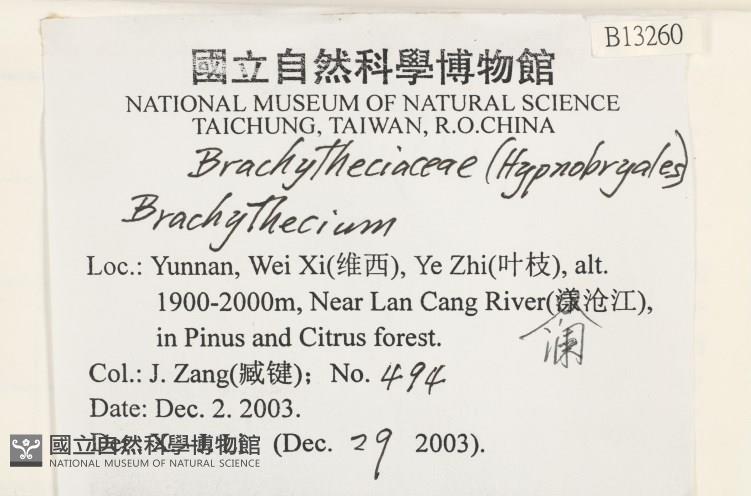 B13260
國立自然科學博物館
NATIONAL MUSEUM OF NATURAL SCIENCE
TAICHUNG, TAIWAN, R.O.CHINA
Brachytheciaceae (Hypnobryales)
Brachythecium
Loc.: Yunnan, Wei Xi(维西), Ye Zhi(叶枝), alt.
1900-2000m, Near Lan Cang River(漾沧江),
澜
in Pinus and Citrus forest.
Col.: J. Zang(臧键); No. 494
Date: Dec. 2. 2003.
(Dec. 29 2003).
國立自然科學博物館
NATIONAL MUSEUM OF NATURAL SCIENCE